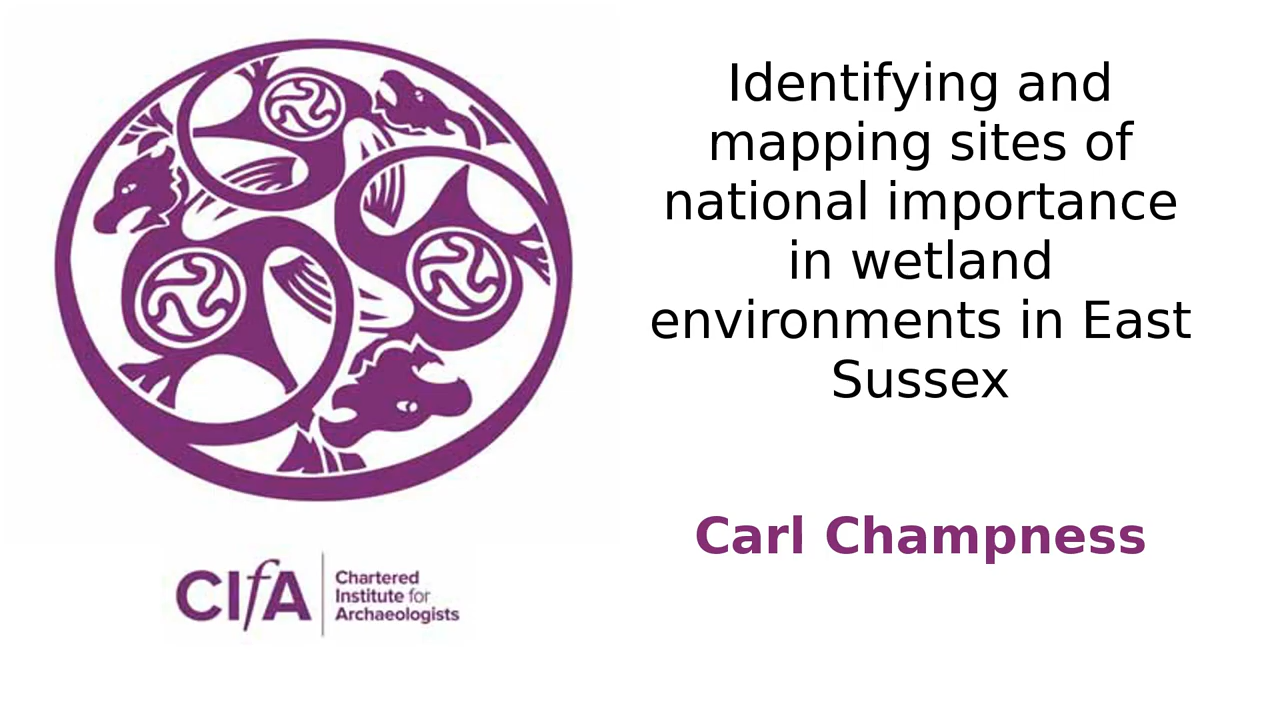 Identifying and
mapping sites of
national importance
in wetland
environments in East
Sussex
Carl Champness
CIfA
Chartered
Institute for
Archaeologists